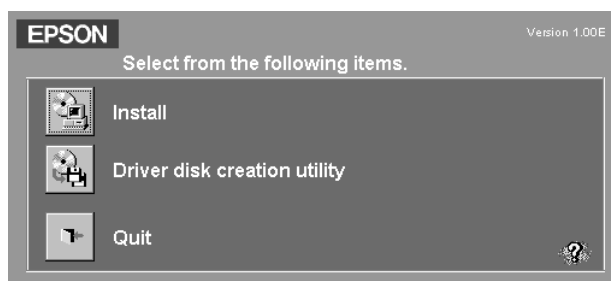 EPSON
Version 1.00E
Select from the following items.
Install
Driver disk creation utility
Quit
?